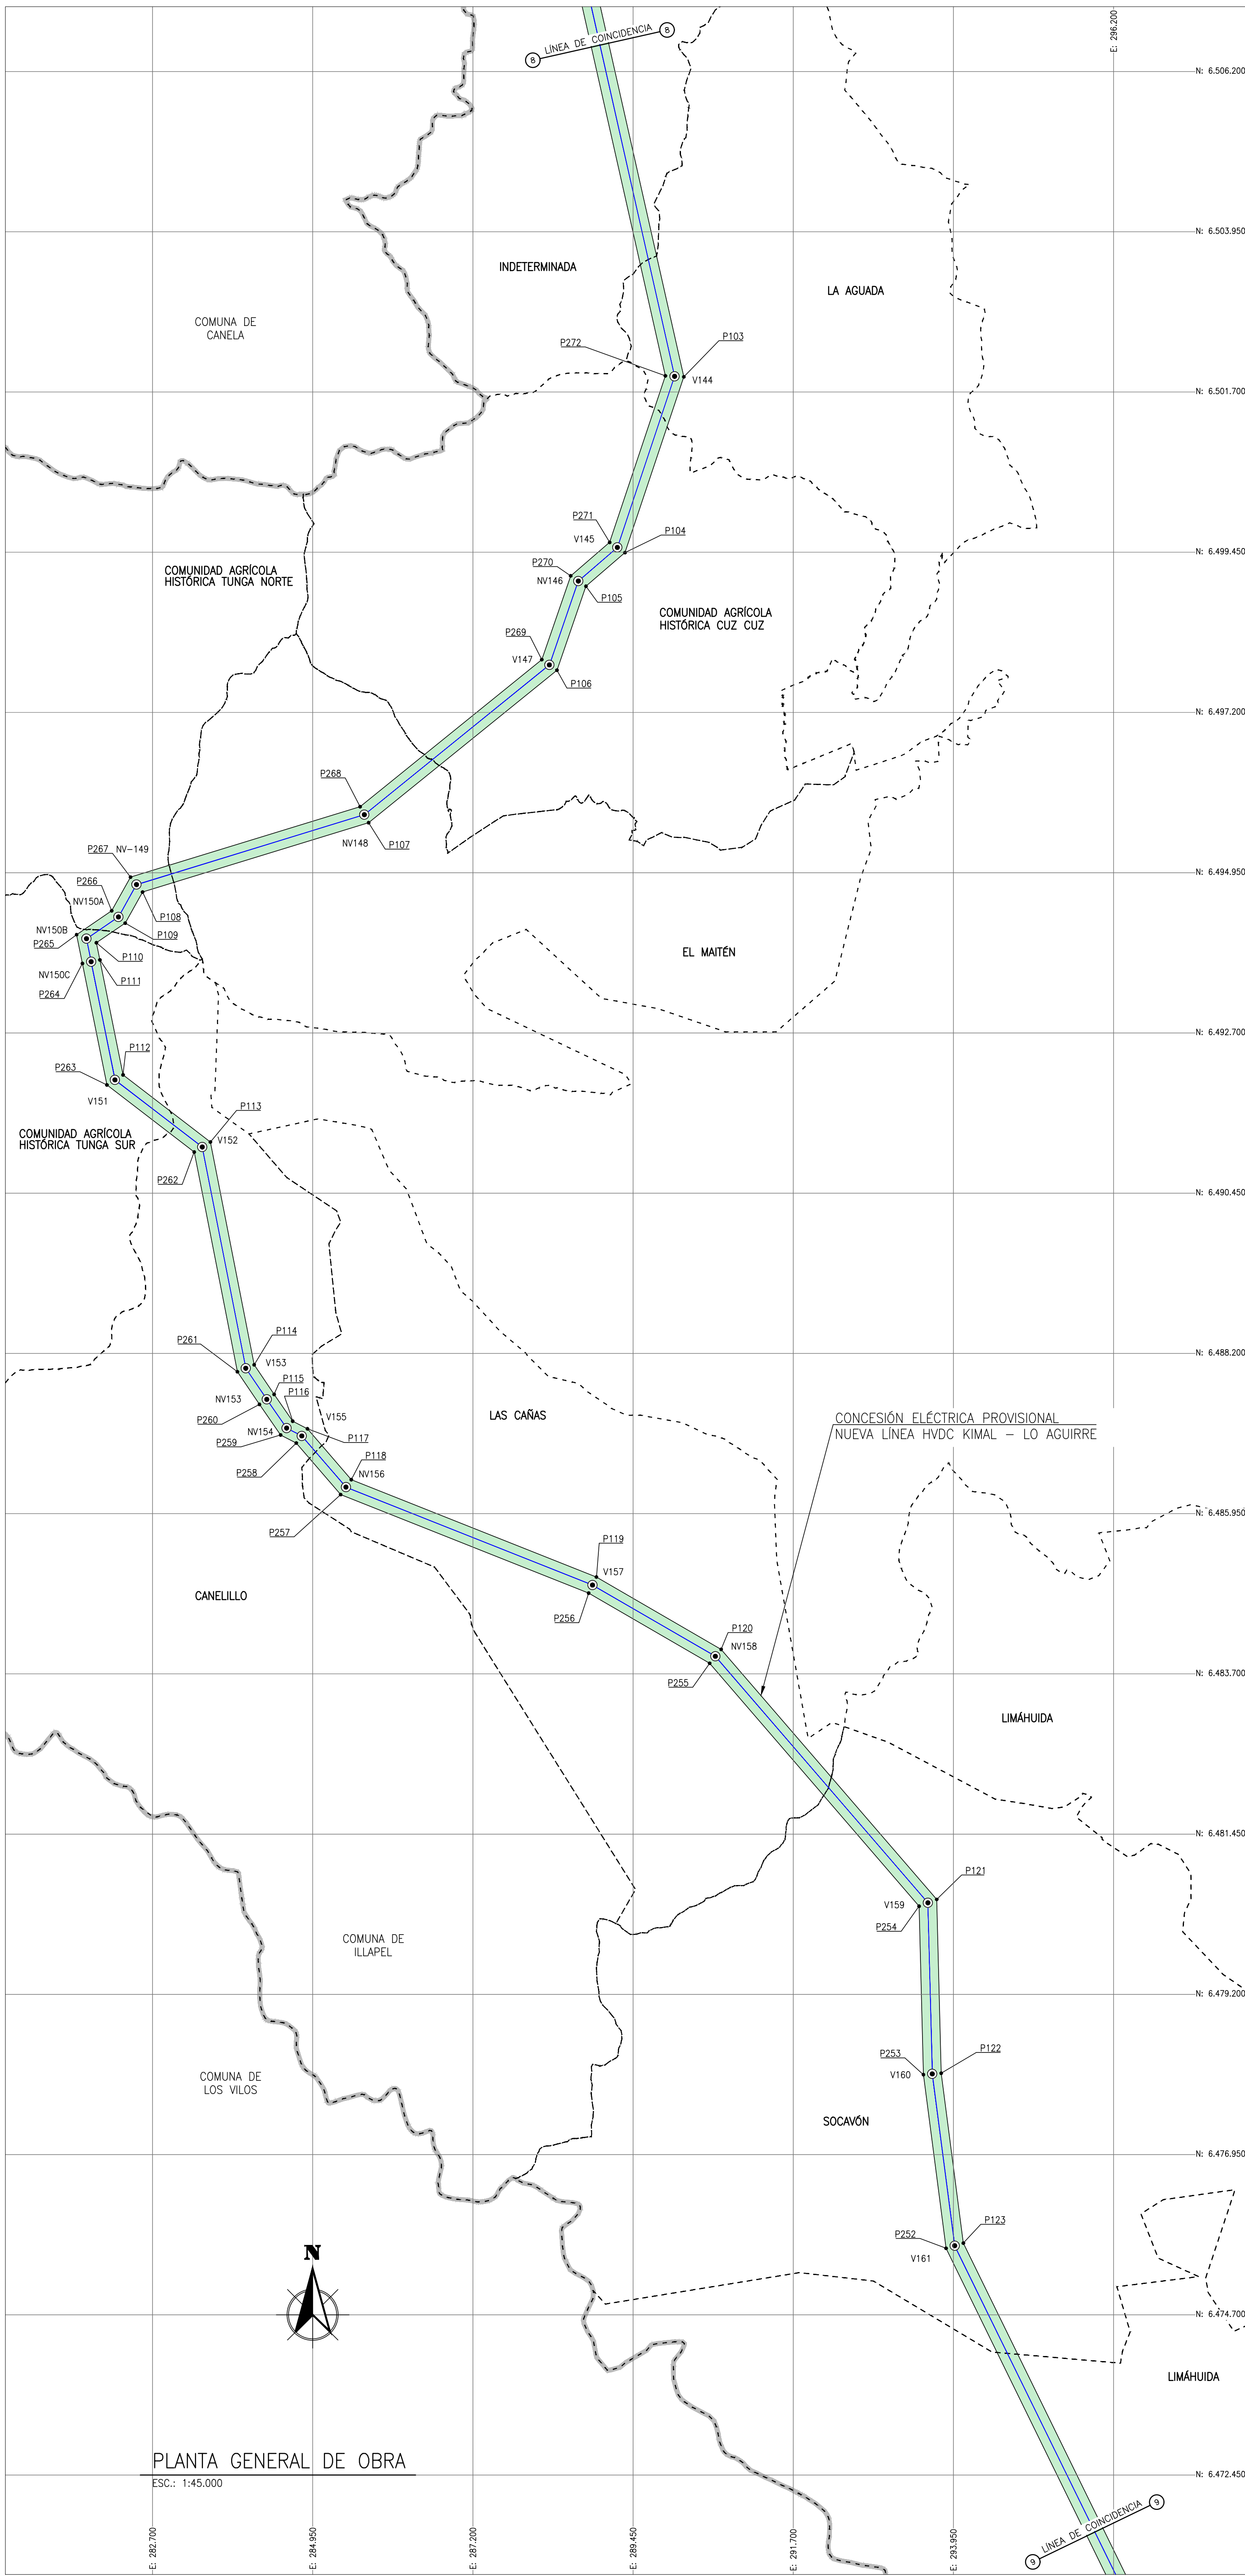 E: 296.200
8 LÍNEA DE COINCIDENCIA 8
N: 6.506.200
N: 6.503.950
INDETERMINADA
LA AGUADA
COMUNA DE
CANELA
P272
P103
V144
N: 6.501.700
P271
V145
P104
N: 6.499.450
P270
NV146
P105
COMUNIDAD AGRÍCOLA
HISTÓRICA TUNGA NORTE
COMUNIDAD AGRÍCOLA
HISTÓRICA CUZ CUZ
P269
V147
P106
N: 6.497.200
P268
NV148
P107
P267
NV-149
N: 6.494.950
P266
NV150A
P108
P109
NV150B
P265
P110
NV150C
P111
P264
EL MAITÉN
N: 6.492.700
P112
P263
V151
P113
V152
COMUNIDAD AGRÍCOLA
HISTÓRICA TUNGA SUR
P262
N: 6.490.450
P261
P114
V153
N: 6.488.200
P115
NV153
P260
P116
V155
NV154
P259
P117
P258
P118
NV156
P257
LAS CAÑAS
CONCESIÓN ELÉCTRICA PROVISIONAL
NUEVA LÍNEA HVDC KIMAL – LO AGUIRRE
N: 6.485.950
P119
V157
P256
CANELILLO
P120
NV158
P255
N: 6.483.700
LIMÁHUIDA
N: 6.481.450
P121
V159
P254
COMUNA DE
ILLAPEL
N: 6.479.200
COMUNA DE
LOS VILOS
P253
P122
V160
SOCAVÓN
N: 6.476.950
P123
P252
V161
N
N: 6.474.700
LIMÁHUIDA
PLANTA GENERAL DE OBRA
ESC.: 1:45.000
N: 6.472.450
9 LÍNEA DE COINCIDENCIA 9
E: 282.700
E: 284.950
E: 287.200
E: 289.450
E: 291.700
E: 293.950